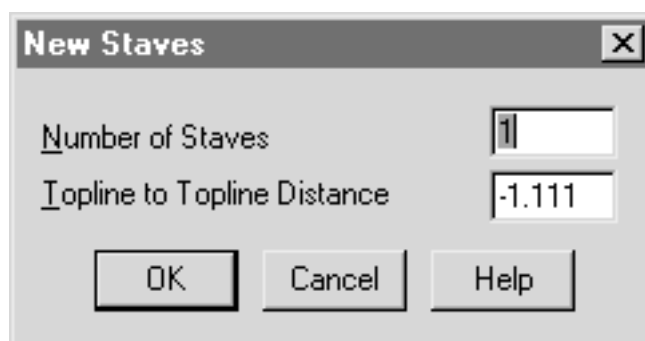 New Staves
Number of Staves 1
Topline to Topline Distance -1.111
OK Cancel Help